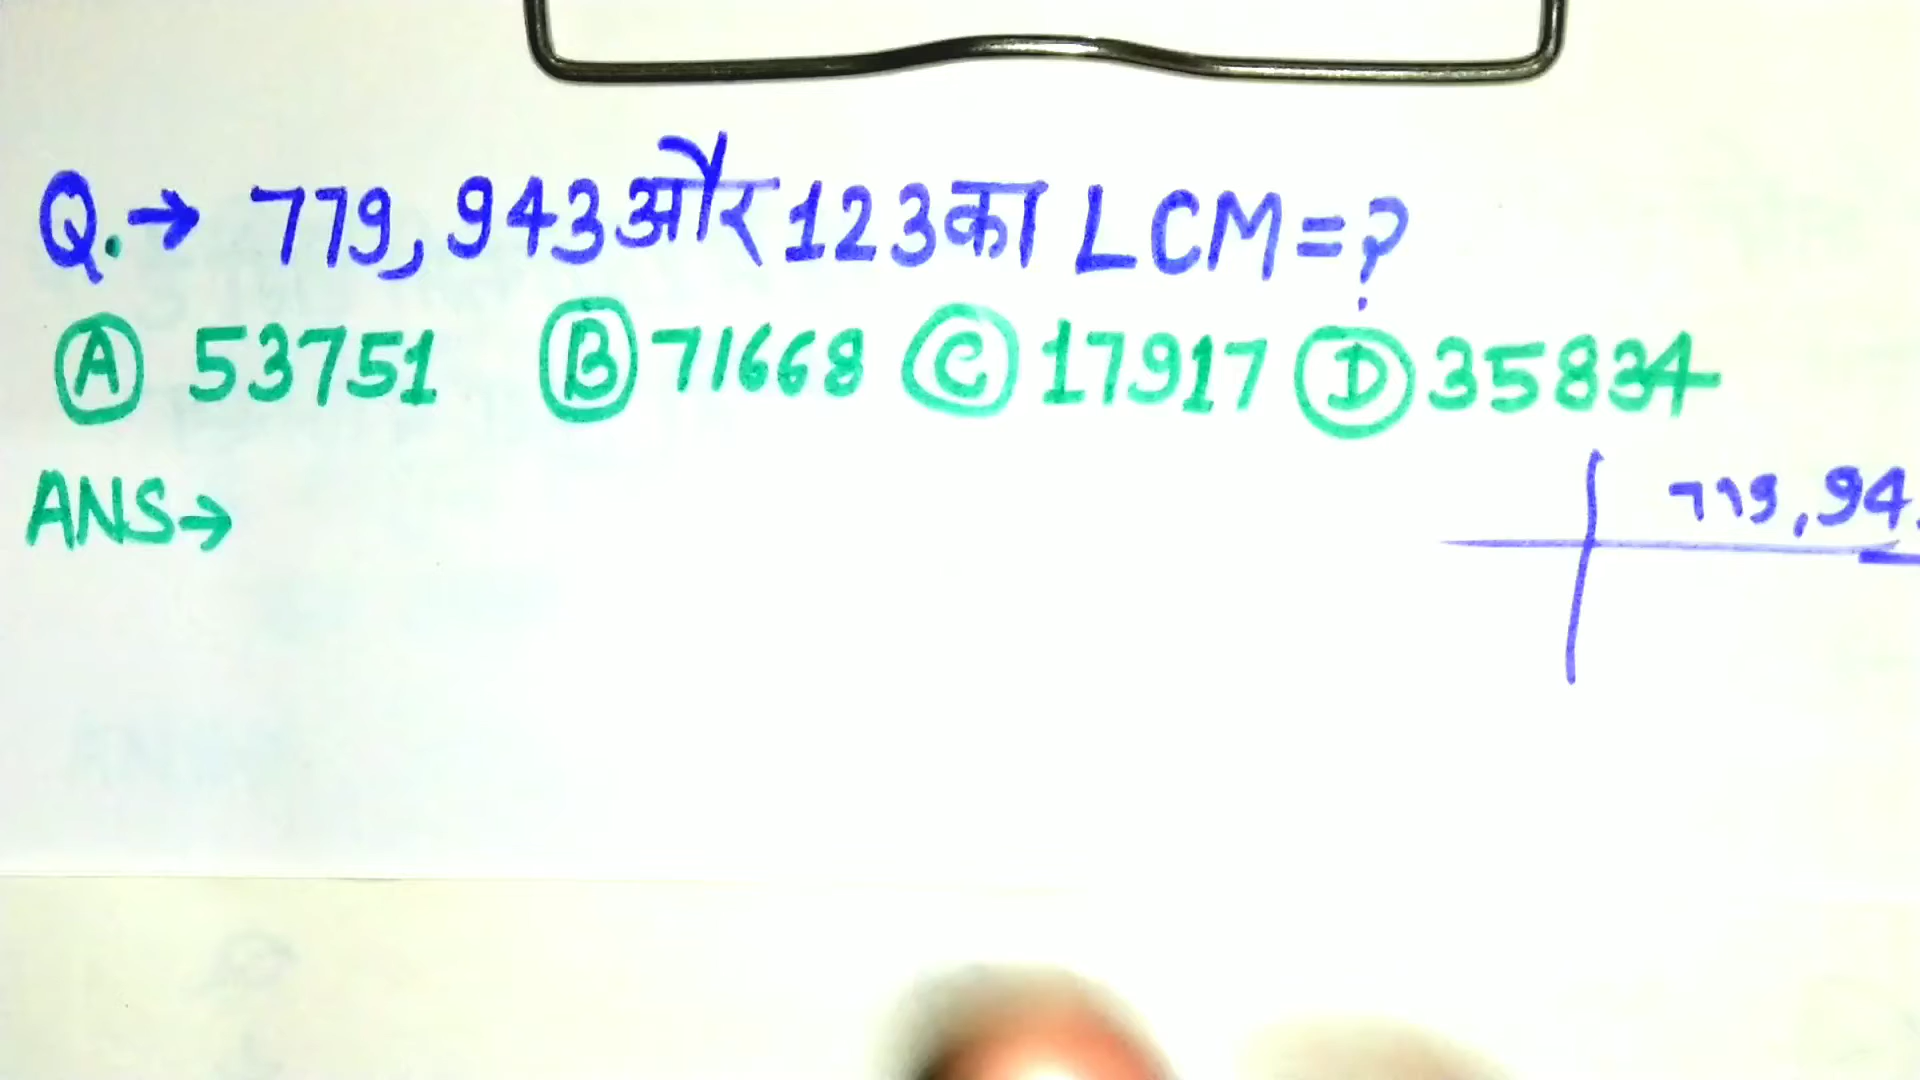 Q.→ 779, 943 और 123 का LCM = ?
Ⓐ 53751 Ⓑ 71668 Ⓒ 17917 Ⓓ 35834
ANS→
779, 94